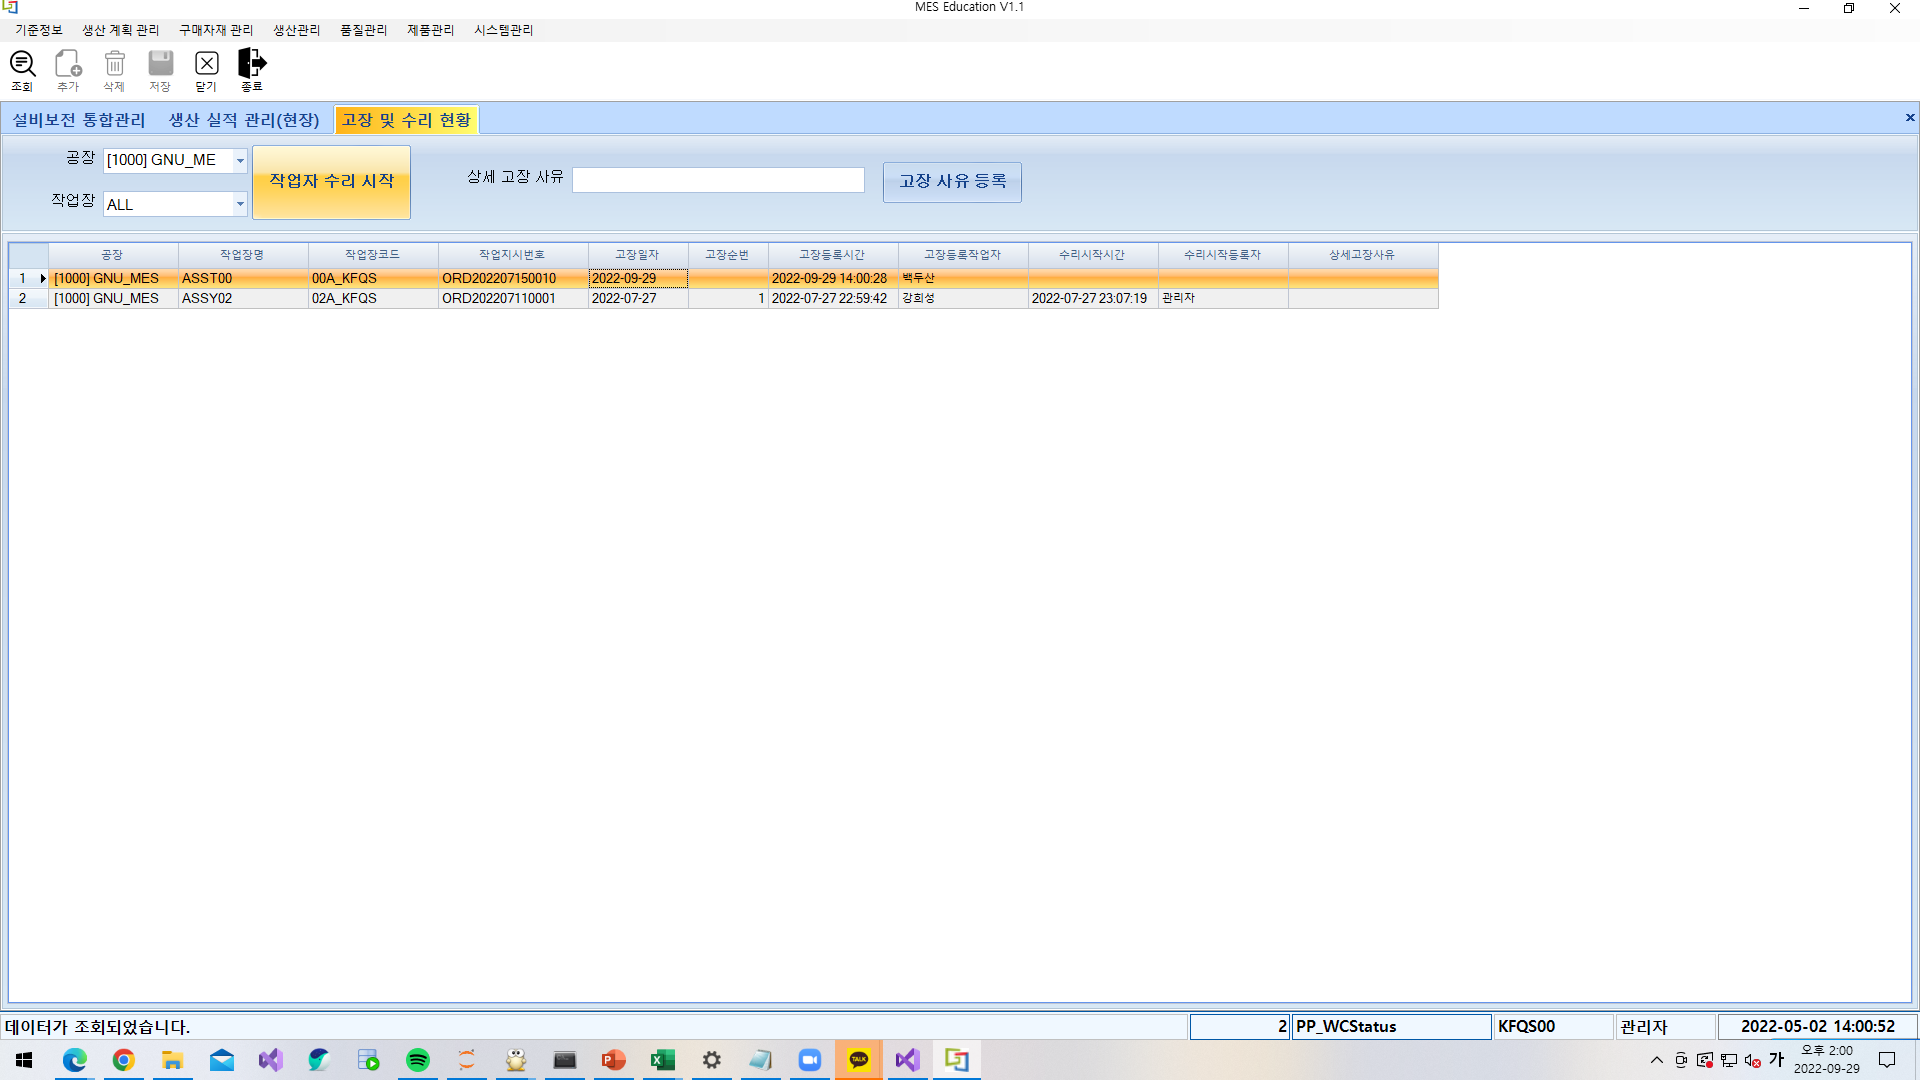 MES Education V1.1
기준정보 생산 계획 관리 구매자재 관리 생산관리 품질관리 제품관리 시스템관리
조회 추가 삭제 저장 닫기 종료
설비보전 통합관리 생산 실적 관리(현장) 고장 및 수리 현황
공장 [1000] GNU_ME
작업장 ALL
작업자 수리 시작
상세 고장 사유
고장 사유 등록
공장 작업장명 작업장코드 작업지시번호 고장일자 고장순번 고장등록시간 고장등록작업자 수리시작시간 수리시작등록자 상세고장사유
1 [1000] GNU_MES ASST00 00A_KFQS ORD202207150010 2022-09-29 2022-09-29 14:00:28 백두산
2 [1000] GNU_MES ASSY02 02A_KFQS ORD202207110001 2022-07-27 1 2022-07-27 22:59:42 강희성 2022-07-27 23:07:19 관리자
데이터가 조회되었습니다. 2 PP_WCStatus KFQS00 관리자 2022-05-02 14:00:52
TALK
가
오후 2:00
2022-09-29